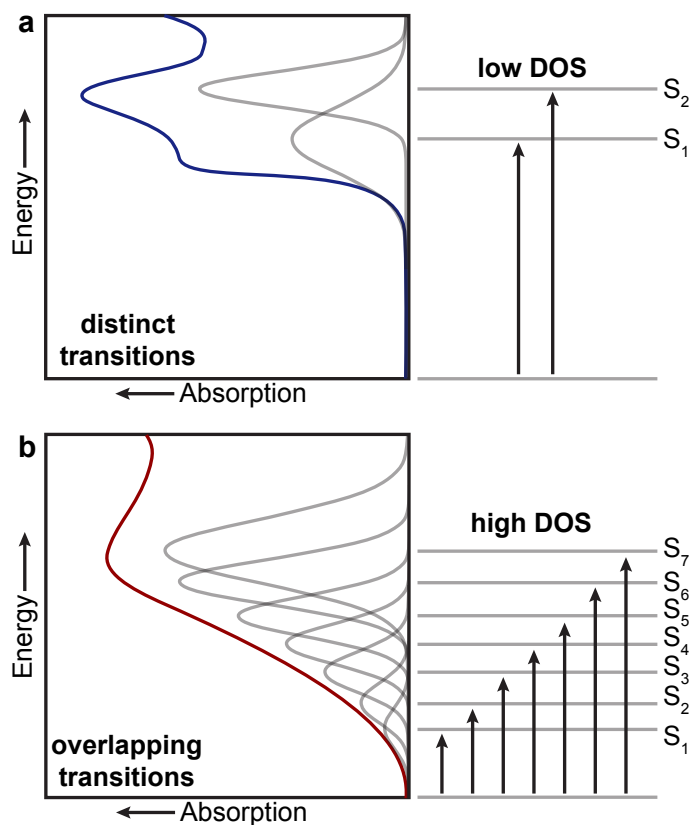 a
low DOS
S₂
S₁
Energy
distinct
transitions
Absorption
b
high DOS
S₇
S₆
S₅
S₄
S₃
S₂
S₁
Energy
overlapping
transitions
Absorption